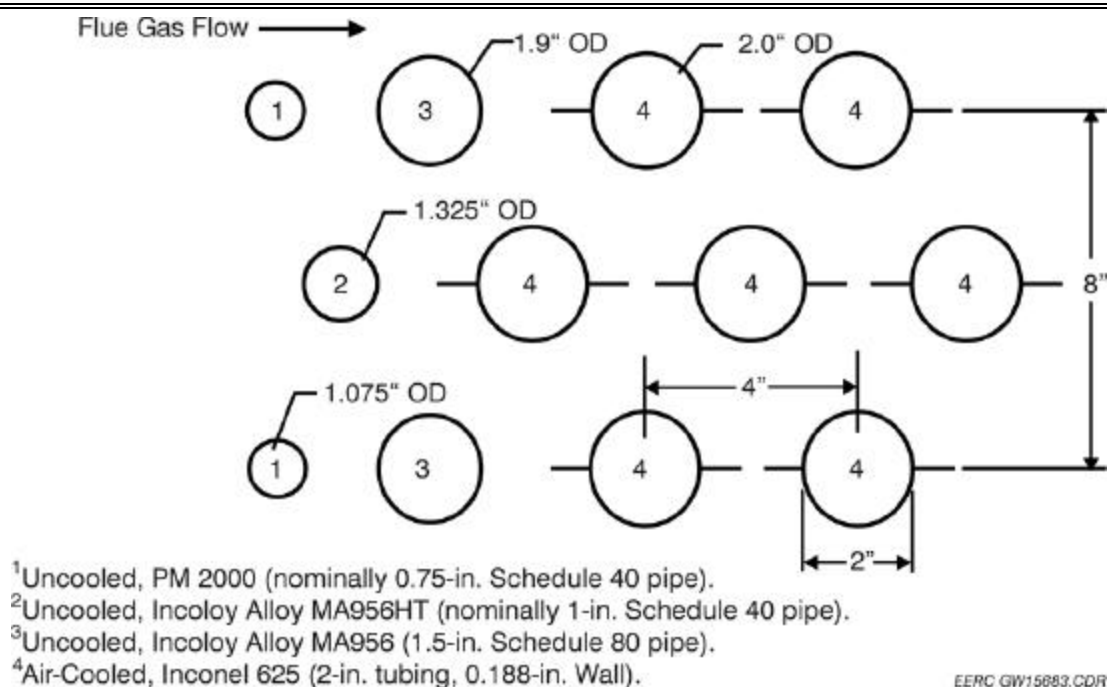 Flue Gas Flow
1.9" OD
2.0" OD
1
3
4
4
1.325" OD
2
4
4
4
8"
1.075" OD
4"
1
3
4
4
2"
¹Uncooled, PM 2000 (nominally 0.75-in. Schedule 40 pipe).
²Uncooled, Incoloy Alloy MA956HT (nominally 1-in. Schedule 40 pipe).
³Uncooled, Incoloy Alloy MA956 (1.5-in. Schedule 80 pipe).
⁴Air-Cooled, Inconel 625 (2-in. tubing, 0.188-in. Wall).
EERC GW15683.CDR